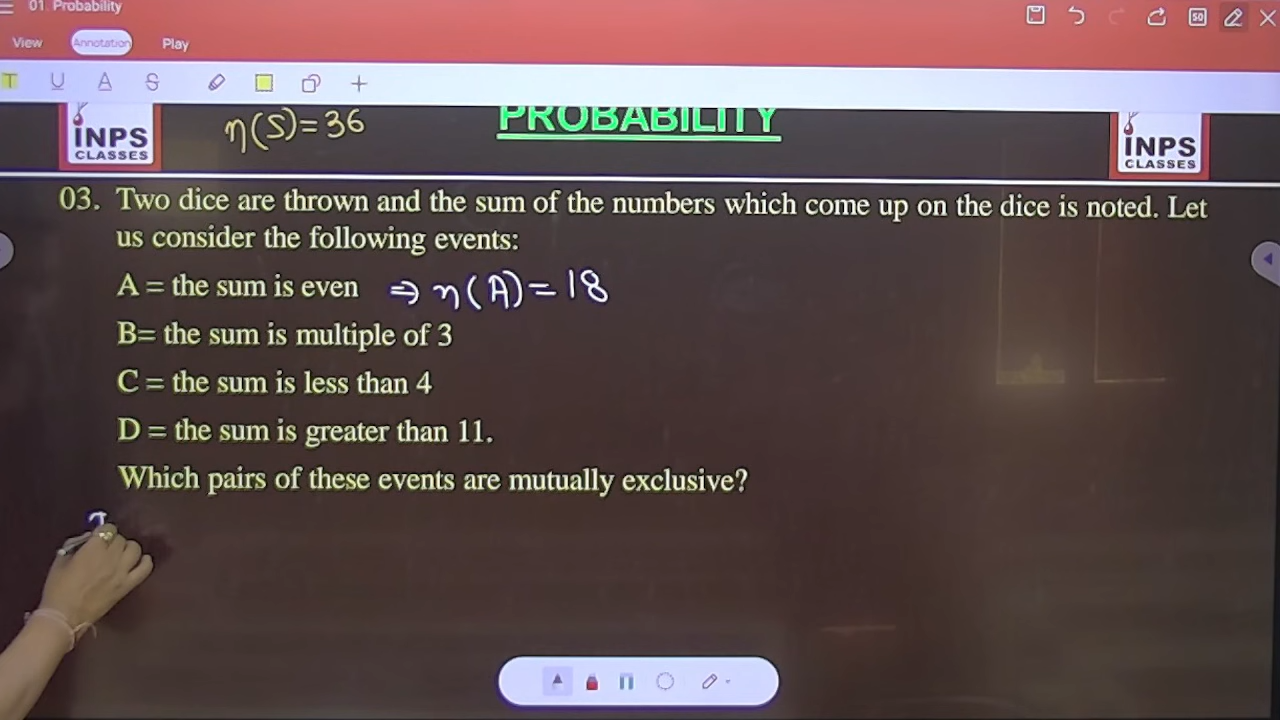 01. Probability
50
View Annotation Play
T U A S
INPS
CLASSES
η(S)=36
PROBABILITY
INPS
CLASSES
03. Two dice are thrown and the sum of the numbers which come up on the dice is noted. Let
us consider the following events:
A = the sum is even ⇒ η(A)=18
B= the sum is multiple of 3
C = the sum is less than 4
D = the sum is greater than 11.
Which pairs of these events are mutually exclusive?